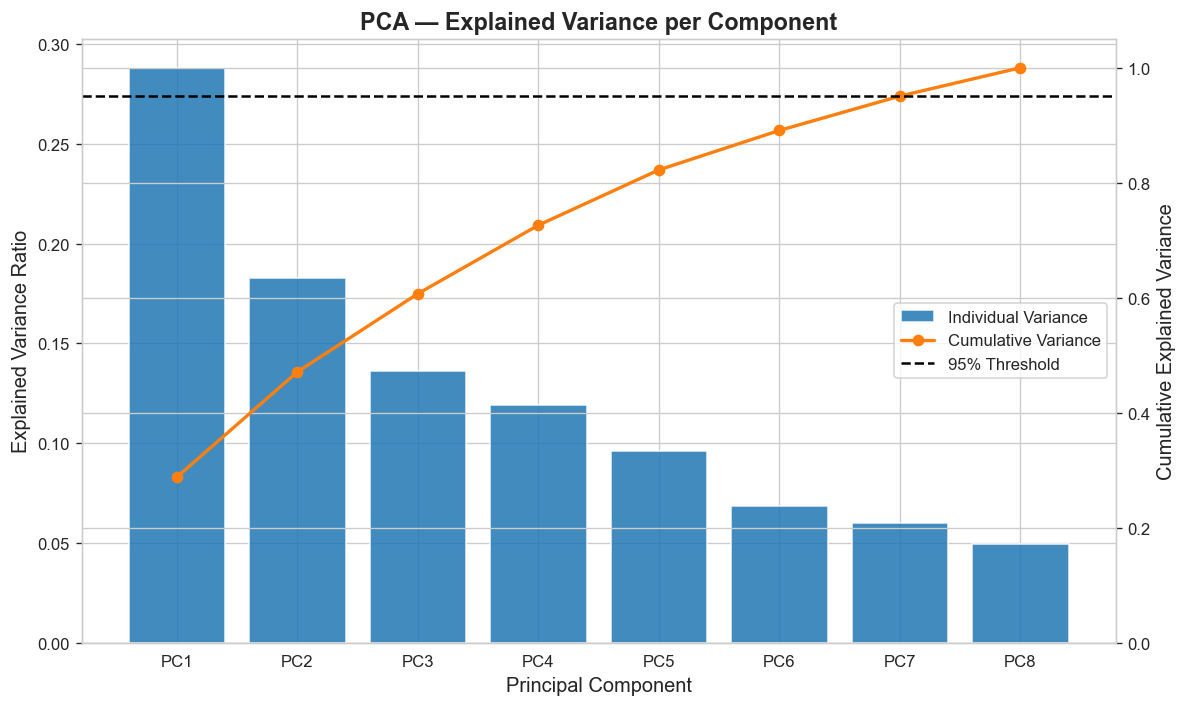 PCA — Explained Variance per Component
Explained Variance Ratio
0.30
0.25
0.20
0.15
0.10
0.05
0.00
1.0
0.8
0.6
0.4
0.2
0.0
Cumulative Explained Variance
Individual Variance
Cumulative Variance
95% Threshold
PC1 PC2 PC3 PC4 PC5 PC6 PC7 PC8
Principal Component